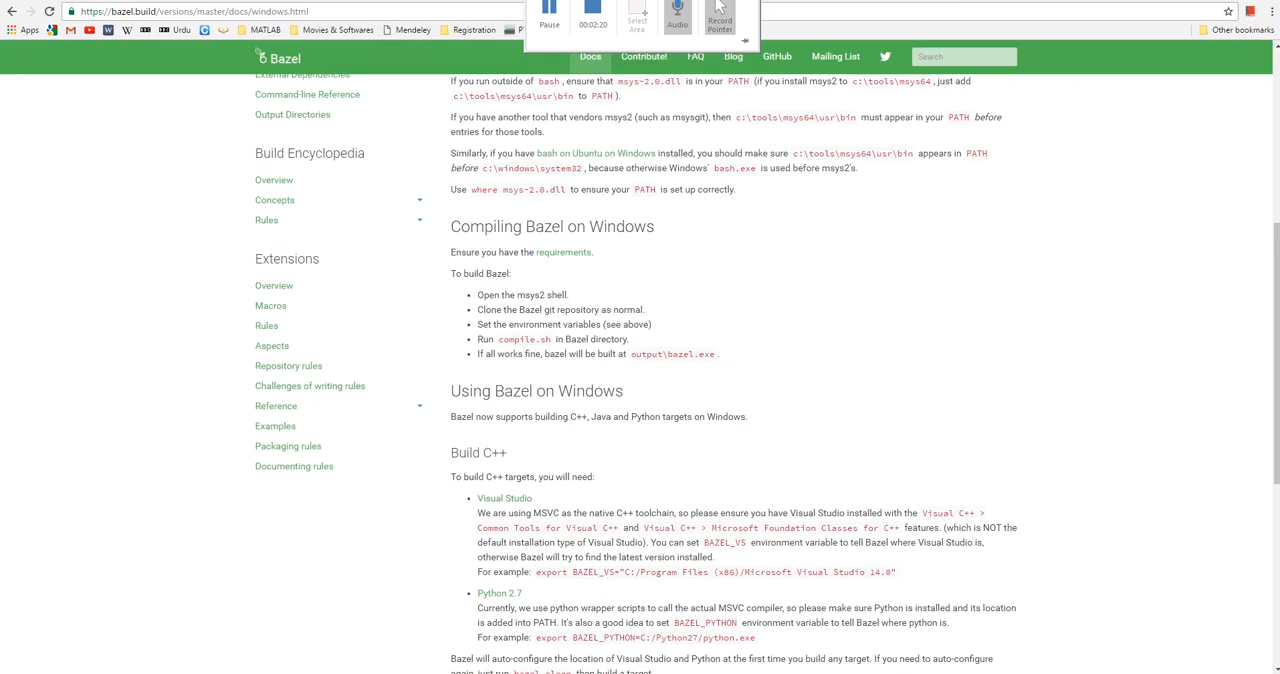 https://bazel.build/versions/master/docs/windows.html
Apps
MATLAB
Urdu
Movies & Softwares
Mendeley
Registration
Other bookmarks
Pause
00:02:20
Select
Area
Audio
Record
Pointer
Bazel
Docs
Contribute!
FAQ
Blog
GitHub
Mailing List
Search
External Dependencies
Command-line Reference
Output Directories
Build Encyclopedia
Overview
Concepts
Rules
Extensions
Overview
Macros
Rules
Aspects
Repository rules
Challenges of writing rules
Reference
Examples
Packaging rules
Documenting rules
If you run outside of bash, ensure that msys-2.0.dll is in your PATH (if you install msys2 to c:\tools\msys64, just add
c:\tools\msys64\usr\bin to PATH).
If you have another tool that vendors msys2 (such as msysgit), then c:\tools\msys64\usr\bin must appear in your PATH before
entries for those tools.
Similarly, if you have bash on Ubuntu on Windows installed, you should make sure c:\tools\msys64\usr\bin appears in PATH
before c:\windows\system32, because otherwise Windows' bash.exe is used before msys2's.
Use where msys-2.0.dll to ensure your PATH is set up correctly.
Compiling Bazel on Windows
Ensure you have the requirements.
To build Bazel:
Open the msys2 shell.
Clone the Bazel git repository as normal.
Set the environment variables (see above)
Run compile.sh in Bazel directory.
If all works fine, bazel will be built at output\bazel.exe.
Using Bazel on Windows
Bazel now supports building C++, Java and Python targets on Windows.
Build C++
To build C++ targets, you will need:
Visual Studio
We are using MSVC as the native C++ toolchain, so please ensure you have Visual Studio installed with the Visual C++ >
Common Tools for Visual C++ and Visual C++ > Microsoft Foundation Classes for C++ features. (which is NOT the
default installation type of Visual Studio). You can set BAZEL_VS environment variable to tell Bazel where Visual Studio is,
otherwise Bazel will try to find the latest version installed.
For example: export BAZEL_VS="C:/Program Files (x86)/Microsoft Visual Studio 14.0"
Python 2.7
Currently, we use python wrapper scripts to call the actual MSVC compiler, so please make sure Python is installed and its location
is added into PATH. It's also a good idea to set BAZEL_PYTHON environment variable to tell Bazel where python is.
For example: export BAZEL_PYTHON=C:/Python27/python.exe
Bazel will auto-configure the location of Visual Studio and Python at the first time you build any target. If you need to auto-configure
again, just run bazel clean then build a target.